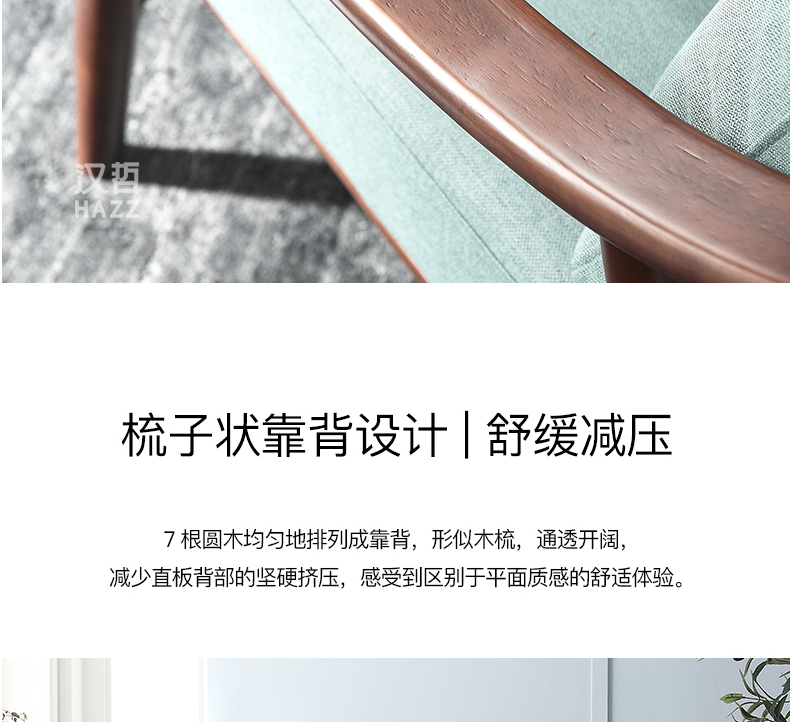 汉哲
HAZZ
梳子状靠背设计 | 舒缓减压
7 根圆木均匀地排列成靠背，形似木梳，通透开阔，
减少直板背部的坚硬挤压，感受到区别于平面质感的舒适体验。